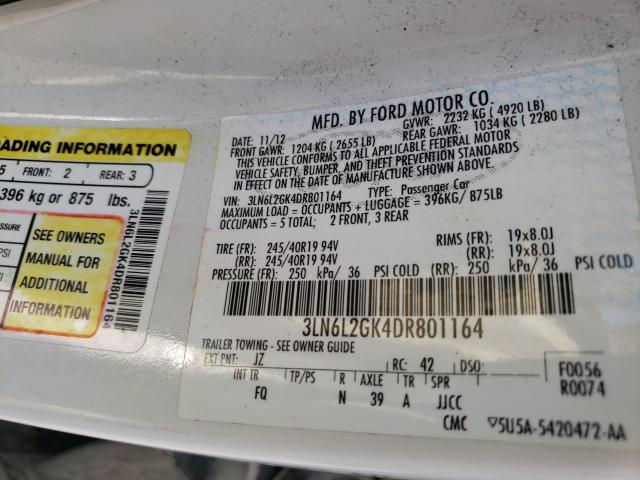 OADING INFORMATION
5 FRONT: 2 REAR: 3
396 kg or 875 lbs.
SSURE
PSI
PSI
SEE OWNERS
MANUAL FOR
ADDITIONAL
INFORMATION
3LN6L2GK4DR801164
MFD. BY FORD MOTOR CO.
DATE: 11/12 GVWR: 2232 KG ( 4920 LB)
FRONT GAWR: 1204 KG ( 2655 LB) REAR GAWR: 1034 KG ( 2280 LB)
THIS VEHICLE CONFORMS TO ALL APPLICABLE FEDERAL MOTOR
VEHICLE SAFETY, BUMPER, AND THEFT PREVENTION STANDARDS
IN EFFECT ON THE DATE OF MANUFACTURE SHOWN ABOVE.
VIN: 3LN6L2GK4DR801164 TYPE: Passenger Car
MAXIMUM LOAD = OCCUPANTS + LUGGAGE = 396KG/ 875LB
OCCUPANTS = 5 TOTAL; 2 FRONT, 3 REAR
TIRE (FR): 245/40R19 94V RIMS (FR): 19x8.0J
(RR): 245/40R19 94V (RR): 19x8.0J
PRESSURE (FR): 250 kPa/ 36 PSI COLD (RR): 250 kPa/ 36 PSI COLD
3LN6L2GK4DR801164
TRAILER TOWING - SEE OWNER GUIDE
EXT PNT: JZ RC: 42 DSO: F0056
R0074
INT TR TP/PS R AXLE TR SPR
FQ N 39 A JJCC
CMC ▽5U5A-5420472-AA